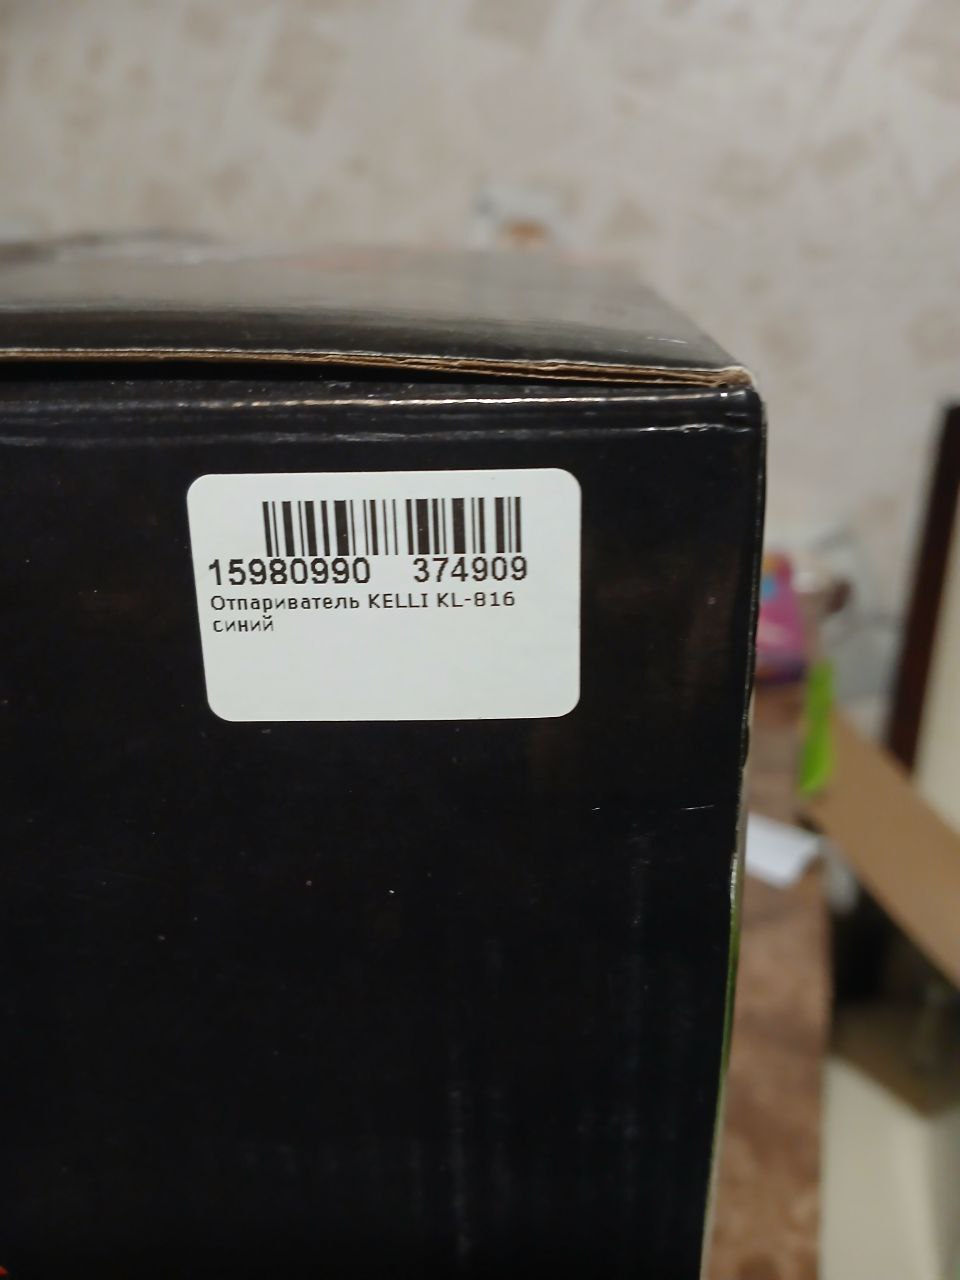 15980990 374909
Отпариватель KELLI KL-816
синий